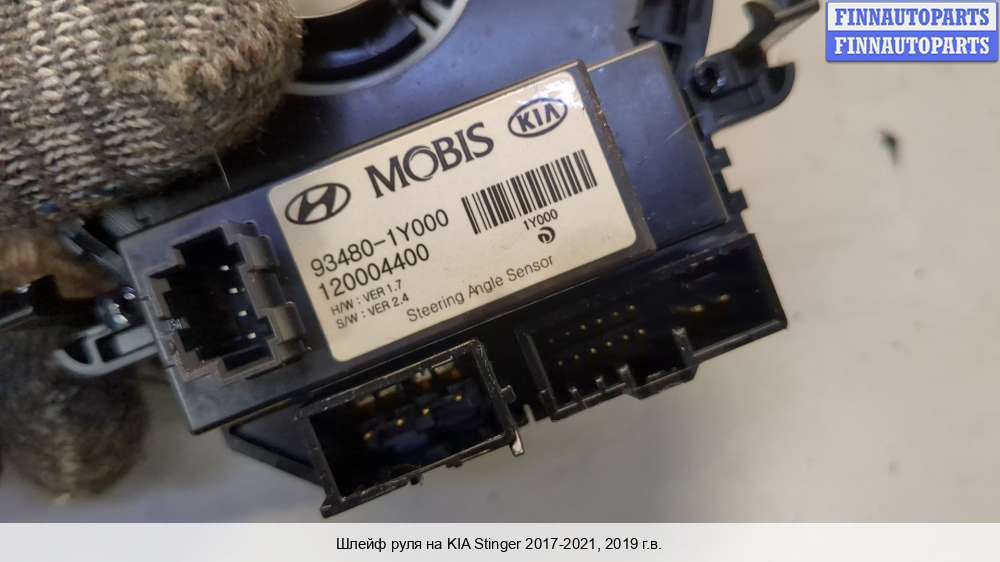 FINNAUTOPARTS
FINNAUTOPARTS
MOBIS KIA
93480-1Y000
120004400
H/W : VER 1.7
S/W : VER 2.4
1Y000
Steering Angle Sensor
Шлейф руля на KIA Stinger 2017-2021, 2019 г.в.